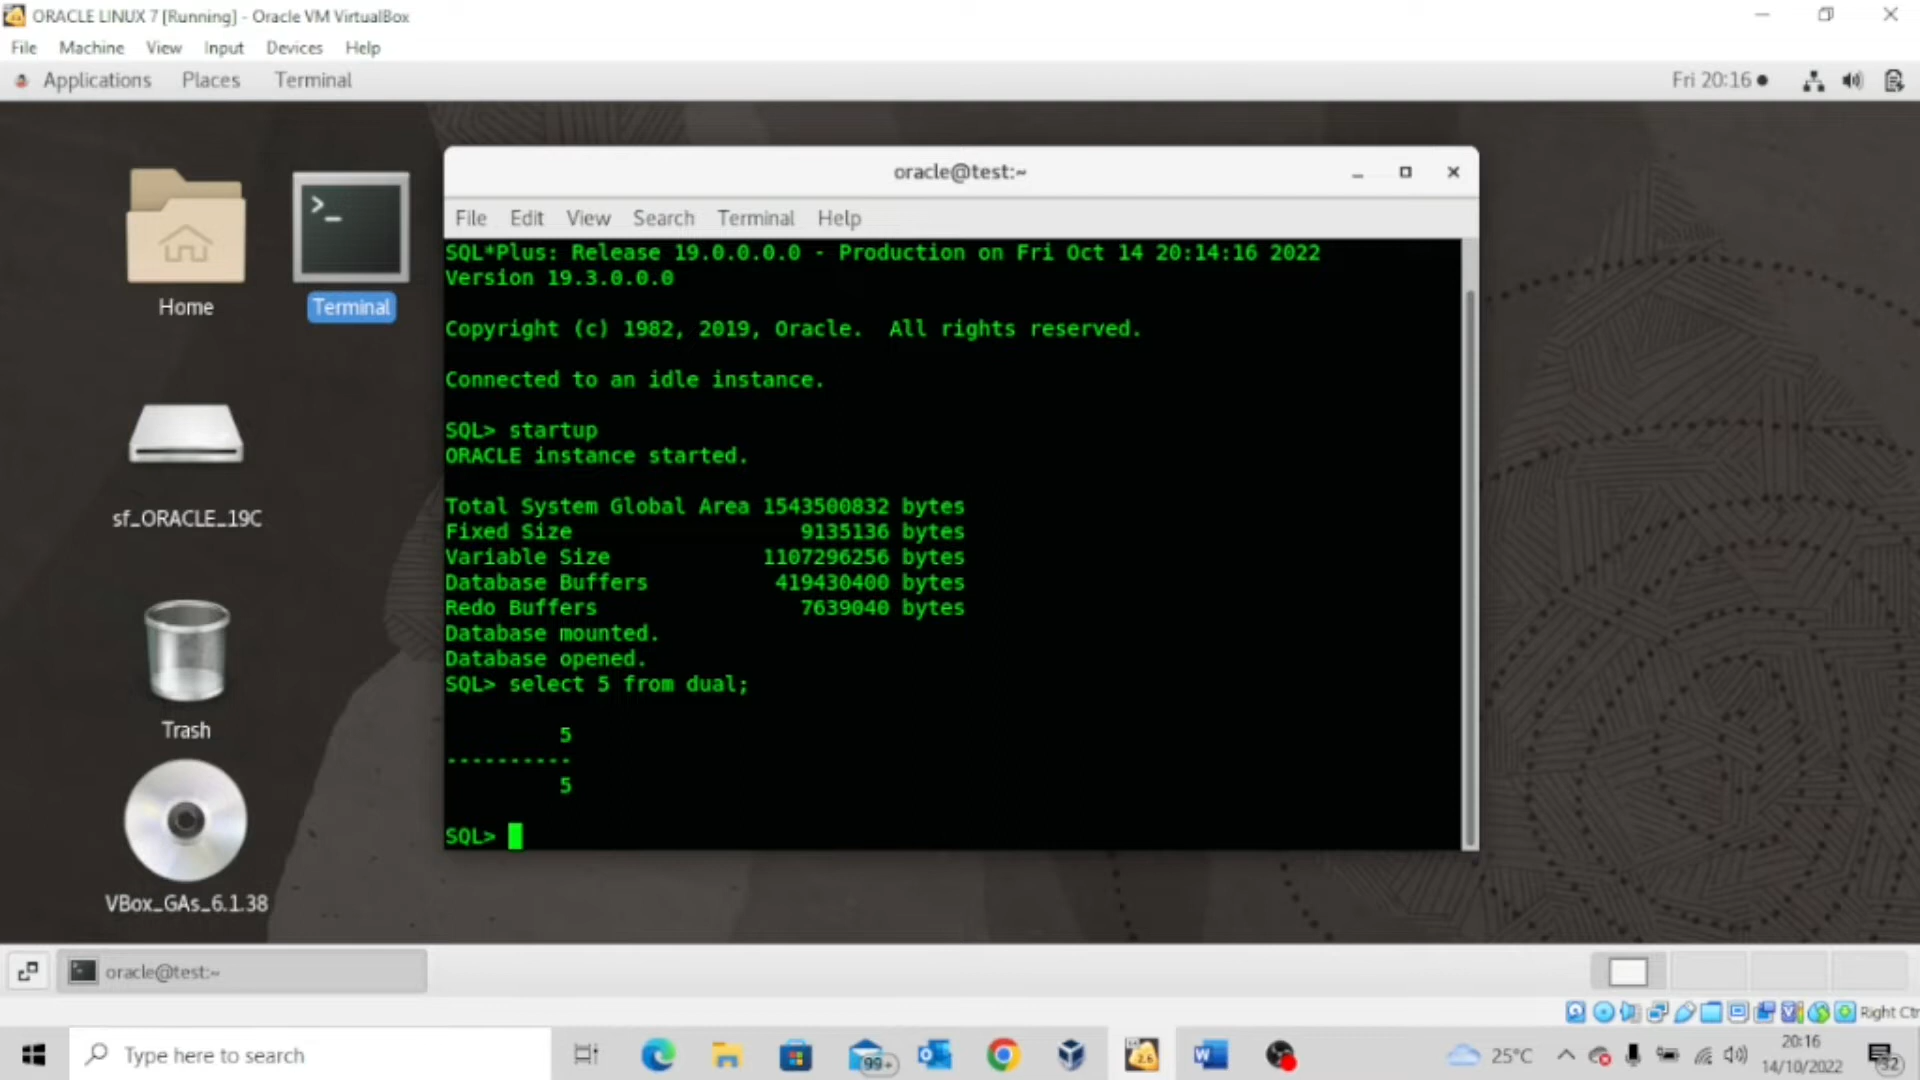 ORACLE LINUX 7 [Running] - Oracle VM VirtualBox
File Machine View Input Devices Help
Applications Places Terminal Fri 20:16
oracle@test:~
File Edit View Search Terminal Help
SQL*Plus: Release 19.0.0.0.0 - Production on Fri Oct 14 20:14:16 2022
Version 19.3.0.0.0
Copyright (c) 1982, 2019, Oracle.  All rights reserved.
Connected to an idle instance.
SQL> startup
ORACLE instance started.
Total System Global Area 1543500832 bytes
Fixed Size 9135136 bytes
Variable Size 1107296256 bytes
Database Buffers 419430400 bytes
Redo Buffers 7639040 bytes
Database mounted.
Database opened.
SQL> select 5 from dual;
5
----------
5
SQL>
Home
Terminal
sf_ORACLE_19C
Trash
VBox_GAs_6.1.38
oracle@test:~
Right Ctr
Type here to search
99+
2.6
25°C
20:16
14/10/2022